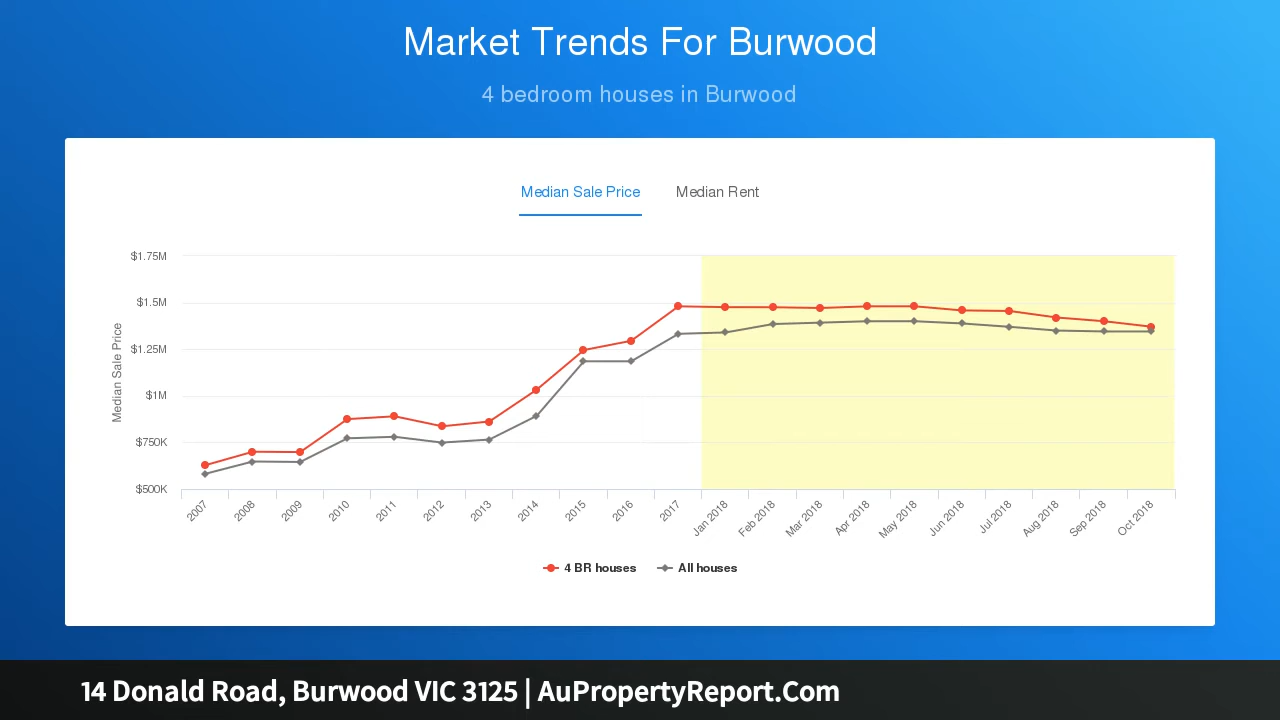 Market Trends For Burwood
4 bedroom houses in Burwood
Median Sale Price Median Rent
$1.75M
$1.5M
$1.25M
$1M
$750K
$500K
Median Sale Price
2007 2008 2009 2010 2011 2012 2013 2014 2015 2016 2017 Jan 2018 Feb 2018 Mar 2018 Apr 2018 May 2018 Jun 2018 Jul 2018 Aug 2018 Sep 2018 Oct 2018
4 BR houses All houses
14 Donald Road, Burwood VIC 3125 | AuPropertyReport.Com